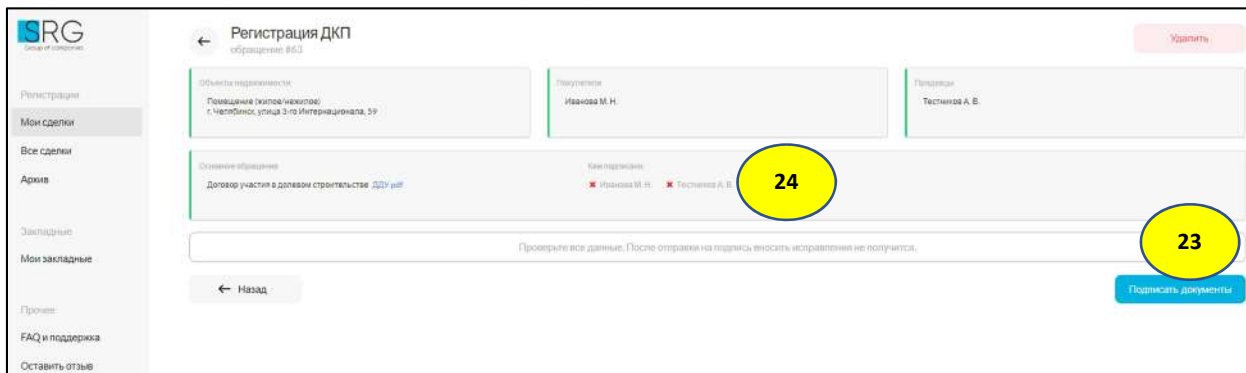 SRG
Group of companies
Регистрация ДКП
обращение #63
Удалить
Регистрации
Мои сделки
Все сделки
Архив
Закладные
Мои закладные
Прочее
FAQ и поддержка
Оставить отзыв
Объекты недвижимости
Помещение (жилое/нежилое)
г. Челябинск, улица 3-го Интернационала, 59
Покупатели
Иванова М. Н.
Продавцы
Тестников А. В.
Основное обращение
Договор участия в долевом строительстве ДДУ.pdf
Кем подписано
Иванова М. Н. Тестников А. В.
24
23
Проверьте все данные. После отправки на подпись вносить исправления не получится.
← Назад
Подписать документы